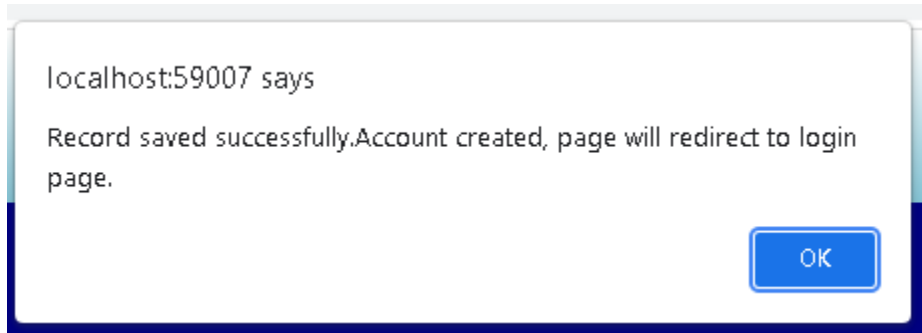 localhost:59007 says
Record saved successfully.Account created, page will redirect to login
page.
OK